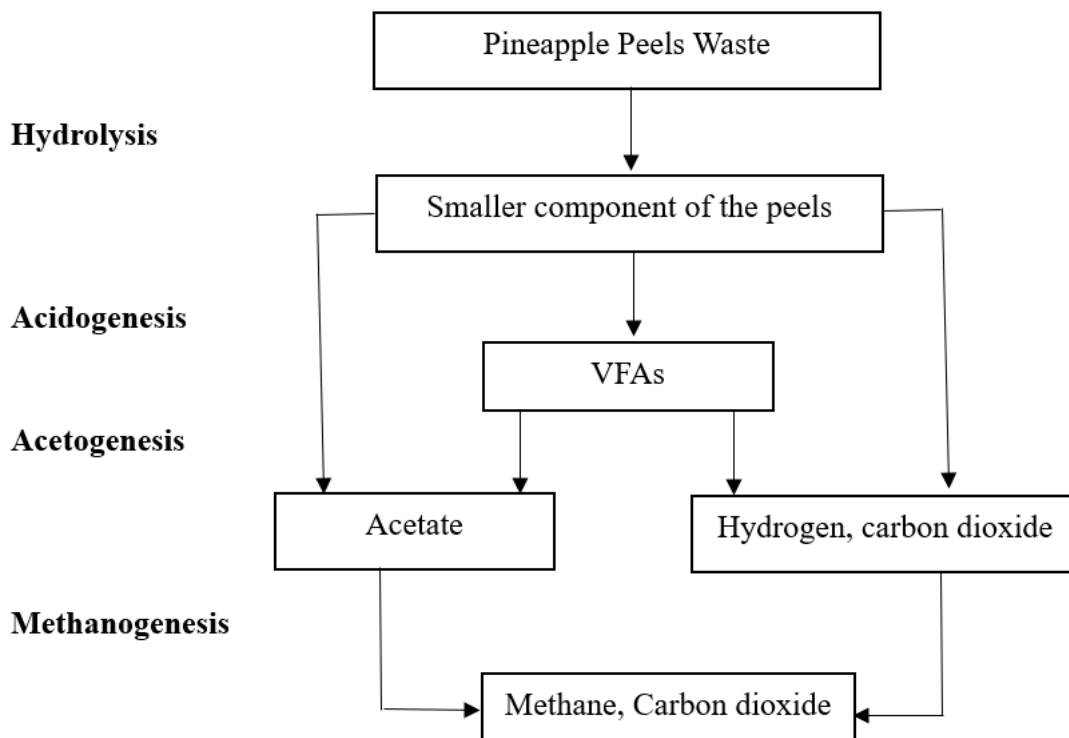 Pineapple Peels Waste
Hydrolysis
Smaller component of the peels
Acidogenesis
VFAs
Acetogenesis
Acetate
Hydrogen, carbon dioxide
Methanogenesis
Methane, Carbon dioxide